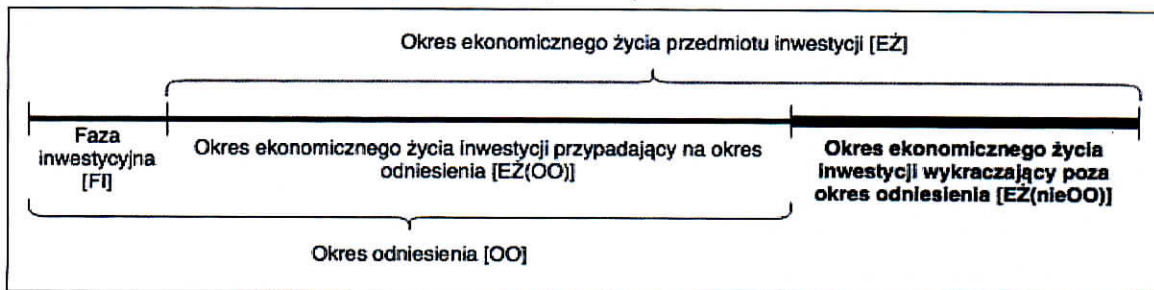 Okres ekonomicznego życia przedmiotu inwestycji [EŻ]
Faza
inwestycyjna
[FI]
Okres ekonomicznego życia inwestycji przypadający na okres
odniesienia [EŻ(OO)]
Okres ekonomicznego życia
inwestycji wykraczający poza
okres odniesienia [EŻ(nieOO)]
Okres odniesienia [OO]